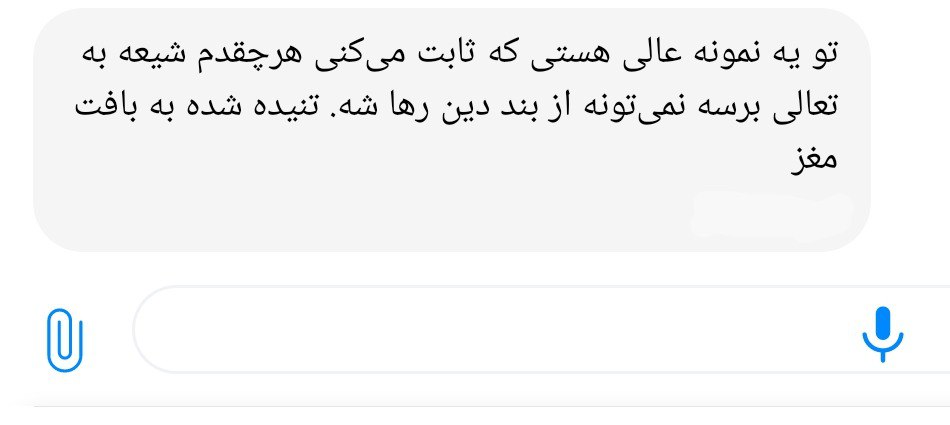 تو یه نمونه عالی هستی که ثابت می‌کنی هرچقدم شیعه به
تعالی برسه نمی‌تونه از بند دین رها شه. تنیده شده به بافت
مغز